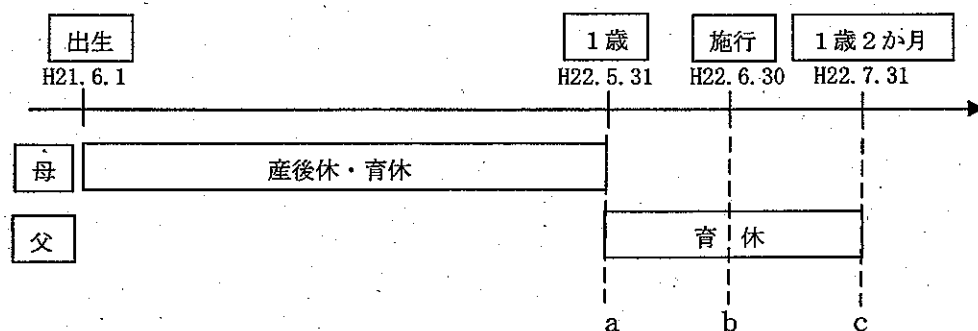 出生
1歳
施行
1歳2か月
H21.6.1
H22.5.31
H22.6.30
H22.7.31
母
産後休・育休
父
育休
a
b
c